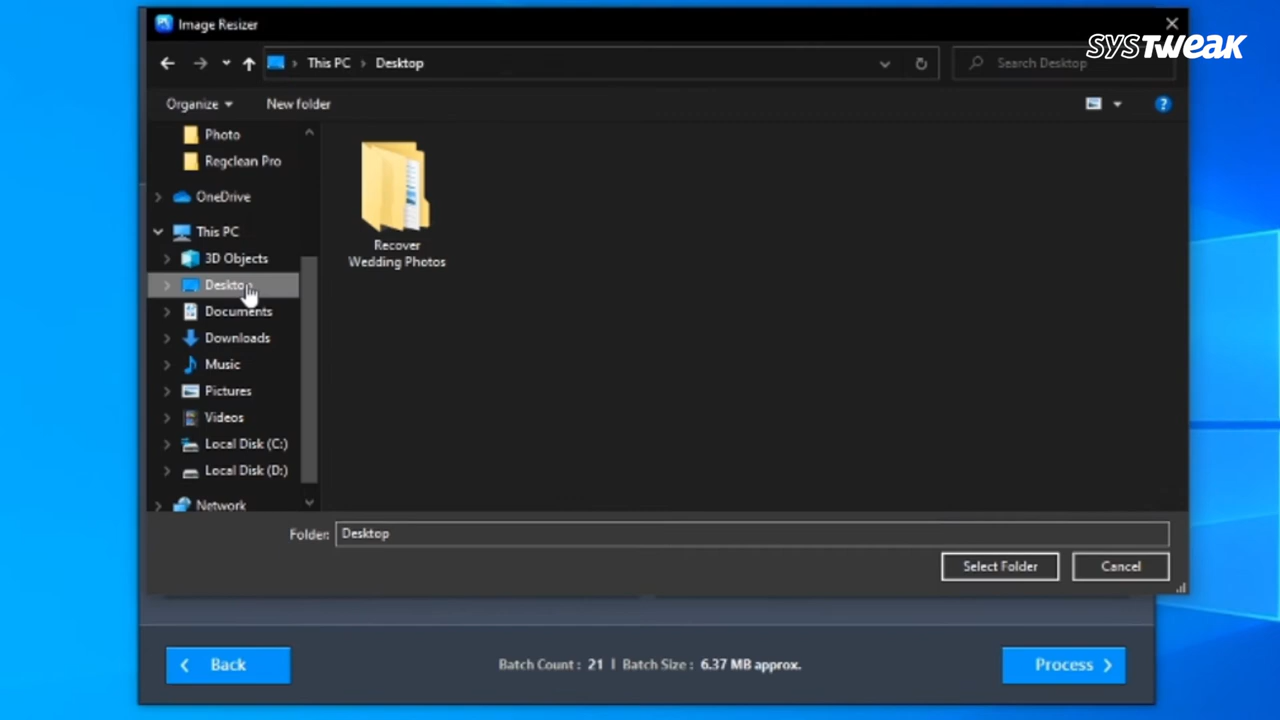 Image Resizer
SYSTWEAK
This PC
Desktop
Search Desktop
Organize
New folder
Photo
Regclean Pro
OneDrive
This PC
3D Objects
Desktop
Documents
Downloads
Music
Pictures
Videos
Local Disk (C:)
Local Disk (D:)
Network
Recover
Wedding Photos
Folder: Desktop
Select Folder
Cancel
Back
Batch Count : 21 | Batch Size : 6.37 MB approx.
Process